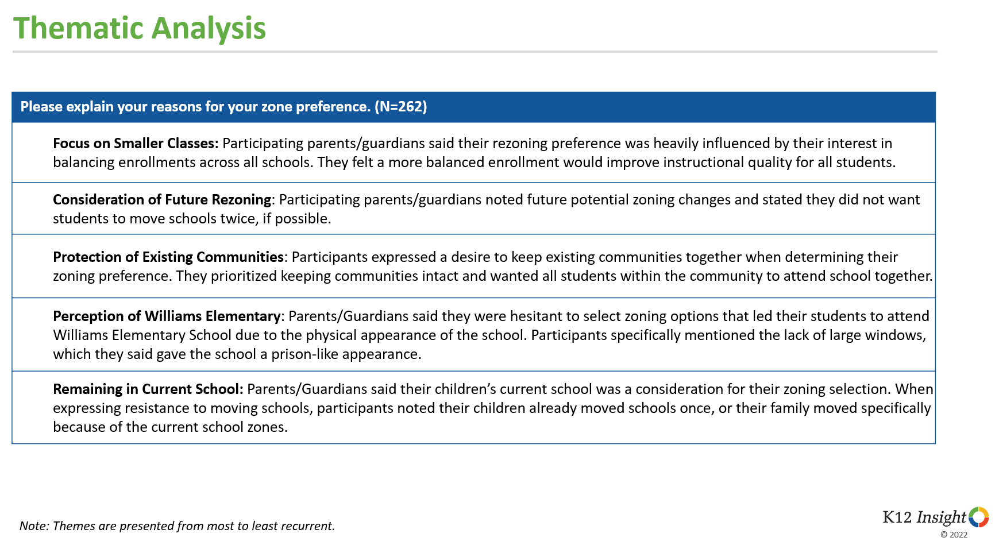 Thematic Analysis
Please explain your reasons for your zone preference. (N=262)
Focus on Smaller Classes: Participating parents/guardians said their rezoning preference was heavily influenced by their interest in
balancing enrollments across all schools. They felt a more balanced enrollment would improve instructional quality for all students.
Consideration of Future Rezoning: Participating parents/guardians noted future potential zoning changes and stated they did not want
students to move schools twice, if possible.
Protection of Existing Communities: Participants expressed a desire to keep existing communities together when determining their
zoning preference. They prioritized keeping communities intact and wanted all students within the community to attend school together.
Perception of Williams Elementary: Parents/Guardians said they were hesitant to select zoning options that led their students to attend
Williams Elementary School due to the physical appearance of the school. Participants specifically mentioned the lack of large windows,
which they said gave the school a prison-like appearance.
Remaining in Current School: Parents/Guardians said their children’s current school was a consideration for their zoning selection. When
expressing resistance to moving schools, participants noted their children already moved schools once, or their family moved specifically
because of the current school zones.
Note: Themes are presented from most to least recurrent.
K12 Insight
© 2022